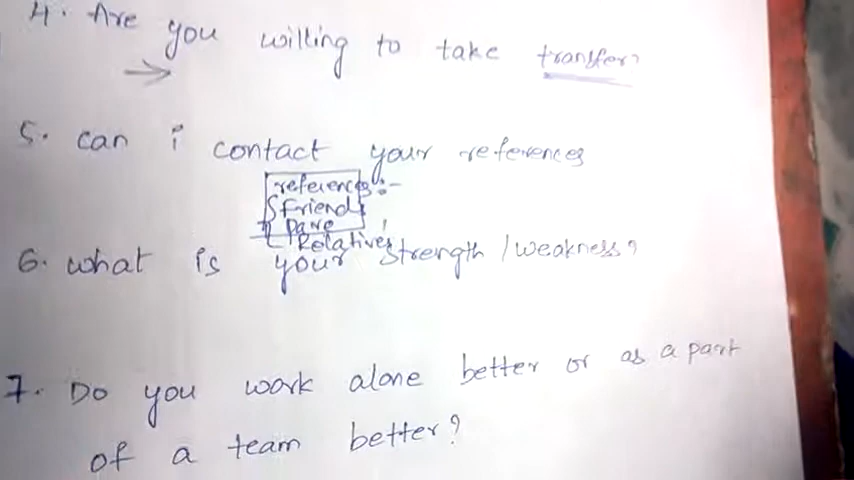 4. Are you willing to take transfer?
5. can i contact your references
references:-
Friends
Relatives
6. what is your strength / weakness?
7. Do you work alone better or as a part
of a team better?